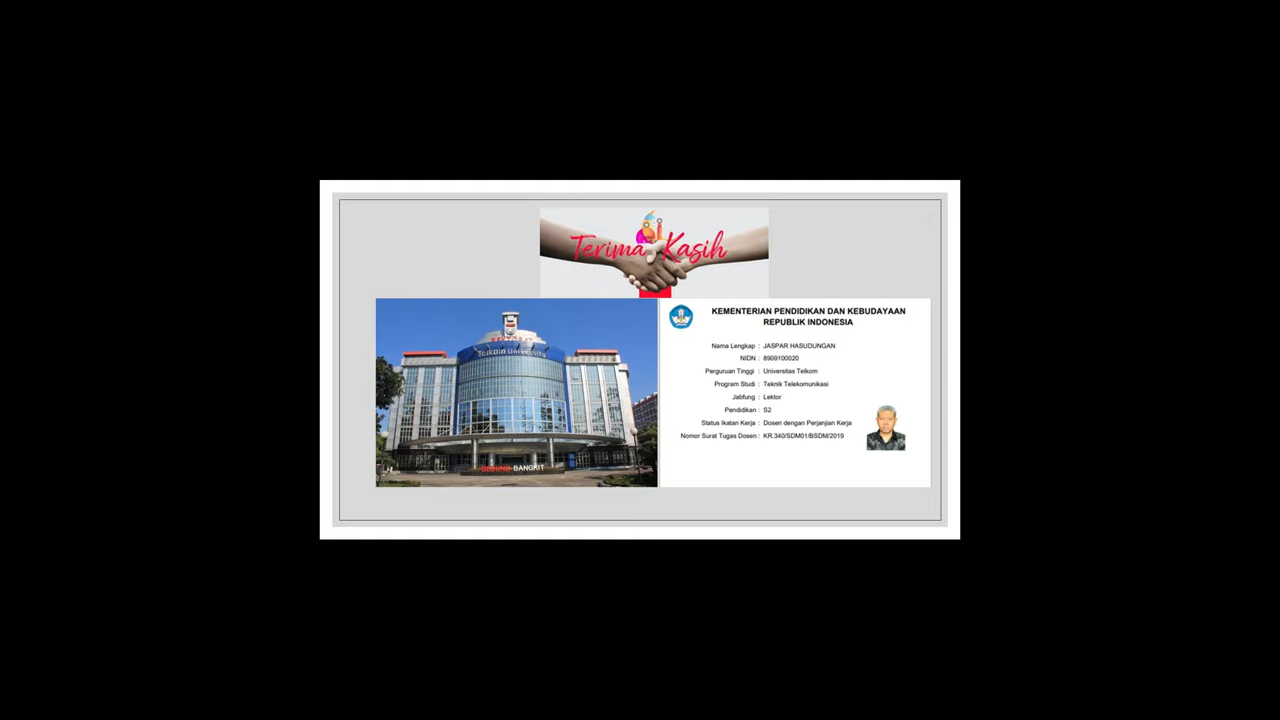 Terima Kasih
Telkom University
GEDUNG BANGKIT
KEMENTERIAN PENDIDIKAN DAN KEBUDAYAAN
REPUBLIK INDONESIA
Nama Lengkap : JASPAR HASUDUNGAN
NIDN : 8909100020
Perguruan Tinggi : Universitas Telkom
Program Studi : Teknik Telekomunikasi
Jabfung : Lektor
Pendidikan : S2
Status Ikatan Kerja : Dosen dengan Perjanjian Kerja
Nomor Surat Tugas Dosen : KR.340/SDM01/BSDM/2019